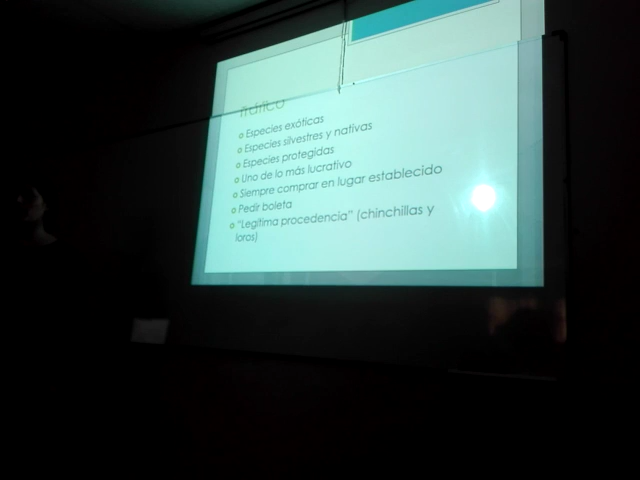 Tráfico
Especies exóticas
Especies silvestres y nativas
Especies protegidas
Uno de lo más lucrativo
Siempre comprar en lugar establecido
Pedir boleta
"Legítima procedencia" (chinchillas y
loros)